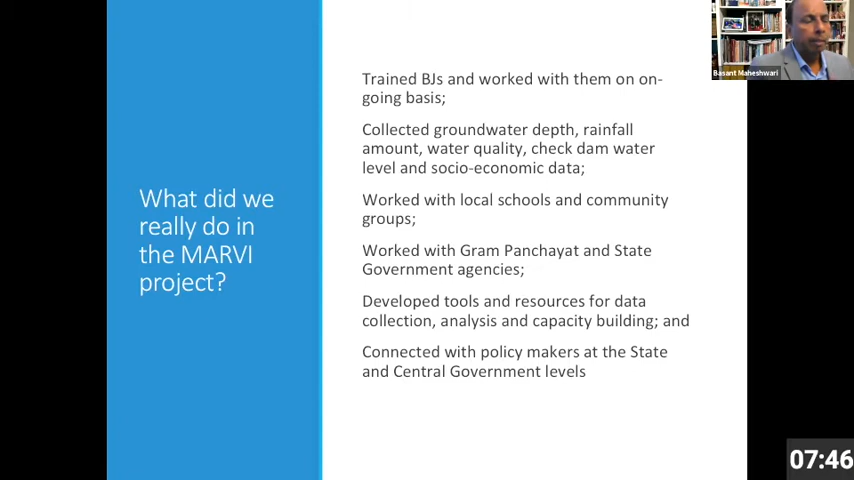 What did we
really do in
the MARVI
project?
Trained BJs and worked with them on on-
going basis;
Collected groundwater depth, rainfall
amount, water quality, check dam water
level and socio-economic data;
Worked with local schools and community
groups;
Worked with Gram Panchayat and State
Government agencies;
Developed tools and resources for data
collection, analysis and capacity building; and
Connected with policy makers at the State
and Central Government levels
Basant Maheshwari
07:46